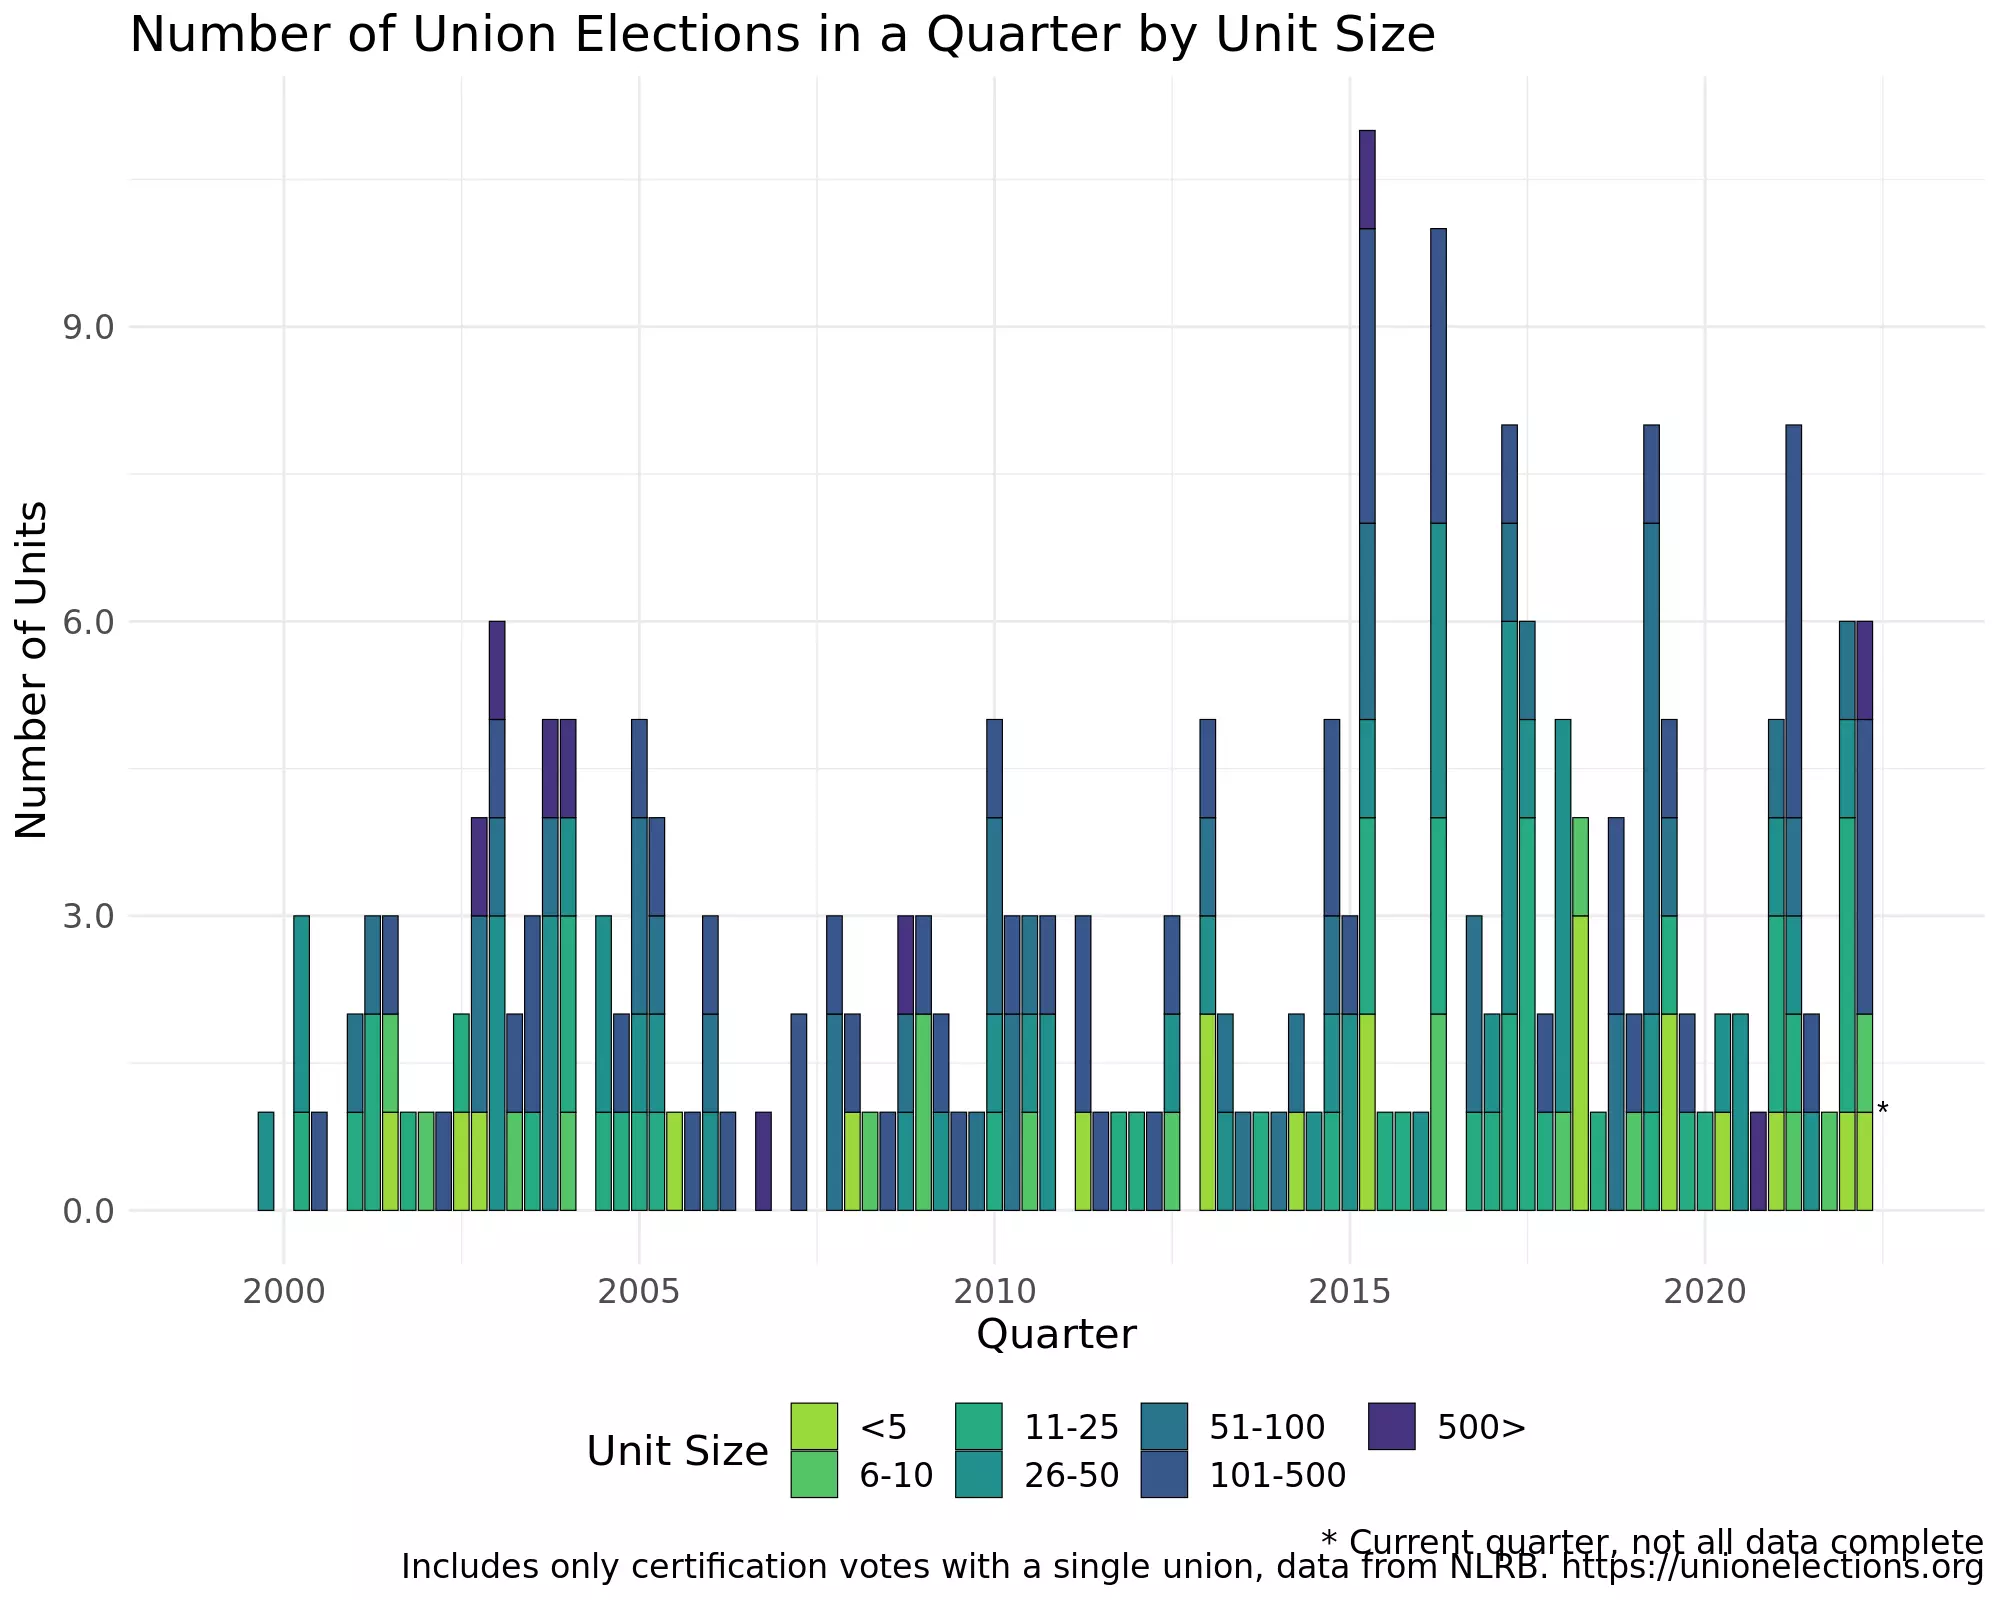 Number of Union Elections in a Quarter by Unit Size
Number of Units
9.0
6.0
3.0
0.0
*
2000 2005 2010 2015 2020
Quarter
Unit Size
<5 11-25 51-100 500>
6-10 26-50 101-500
* Current quarter, not all data complete
Includes only certification votes with a single union, data from NLRB. https://unionelections.org